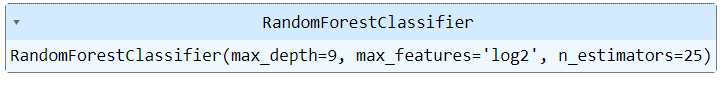 RandomForestClassifier
RandomForestClassifier(max_depth=9, max_features='log2', n_estimators=25)